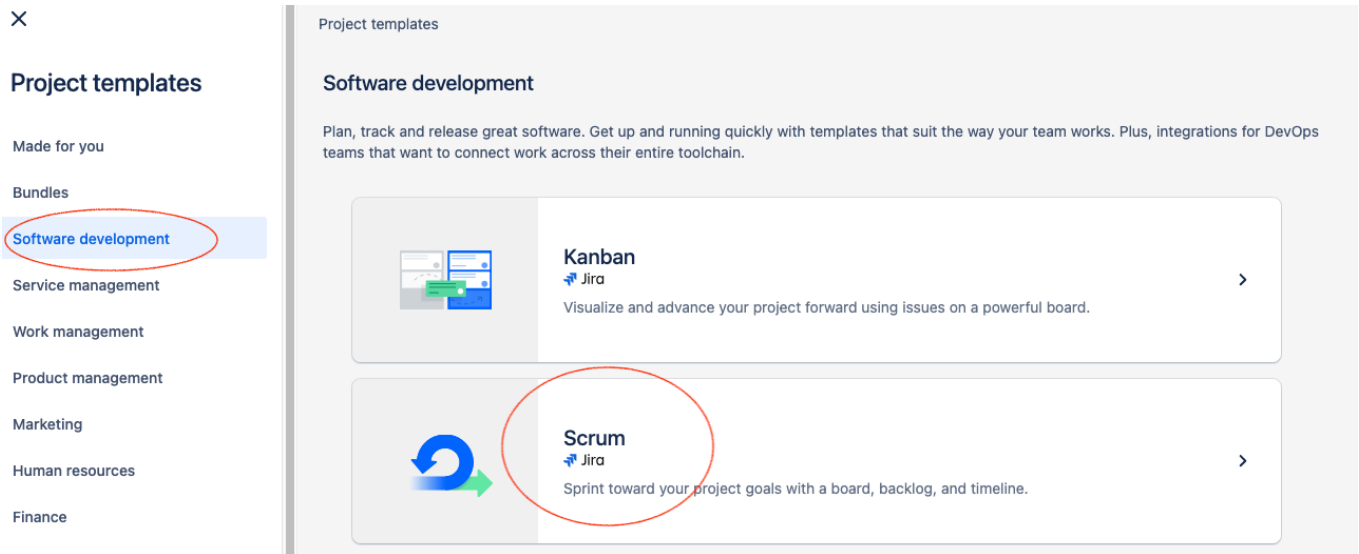 Project templates
Made for you
Bundles
Software development
Service management
Work management
Product management
Marketing
Human resources
Finance
Project templates
Software development
Plan, track and release great software. Get up and running quickly with templates that suit the way your team works. Plus, integrations for DevOps
teams that want to connect work across their entire toolchain.
Kanban
Jira
Visualize and advance your project forward using issues on a powerful board.
Scrum
Jira
Sprint toward your project goals with a board, backlog, and timeline.